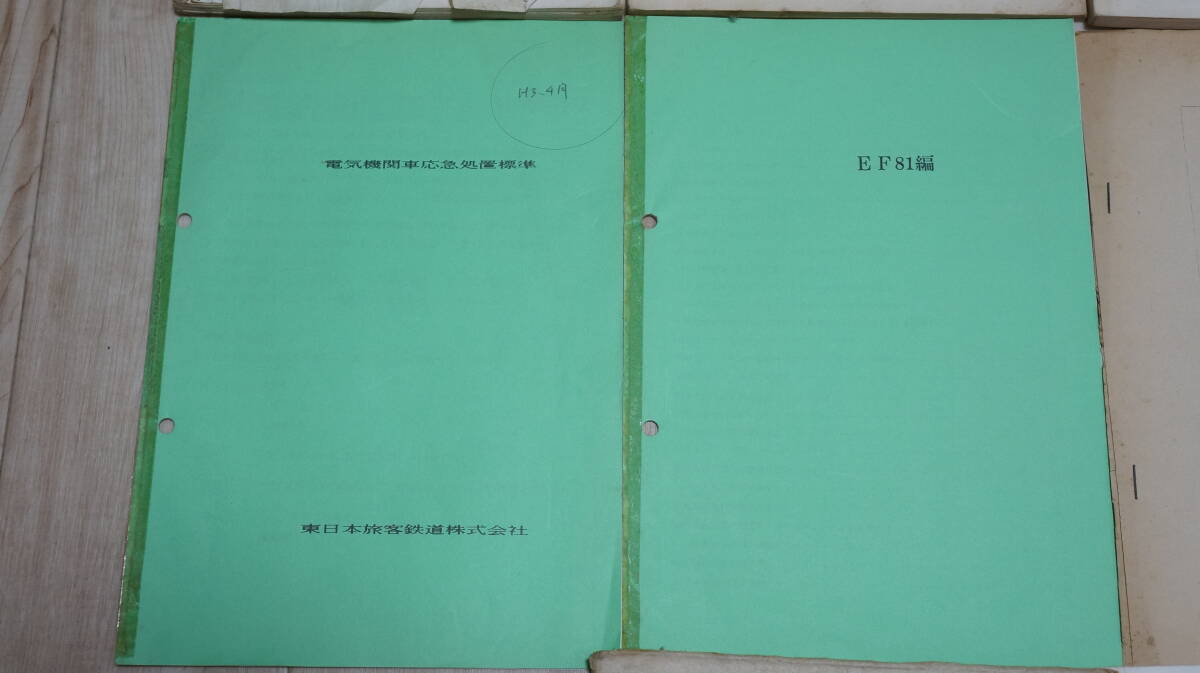 H3-4月
電気機関車応急処置標準
東日本旅客鉄道株式会社
EF81編